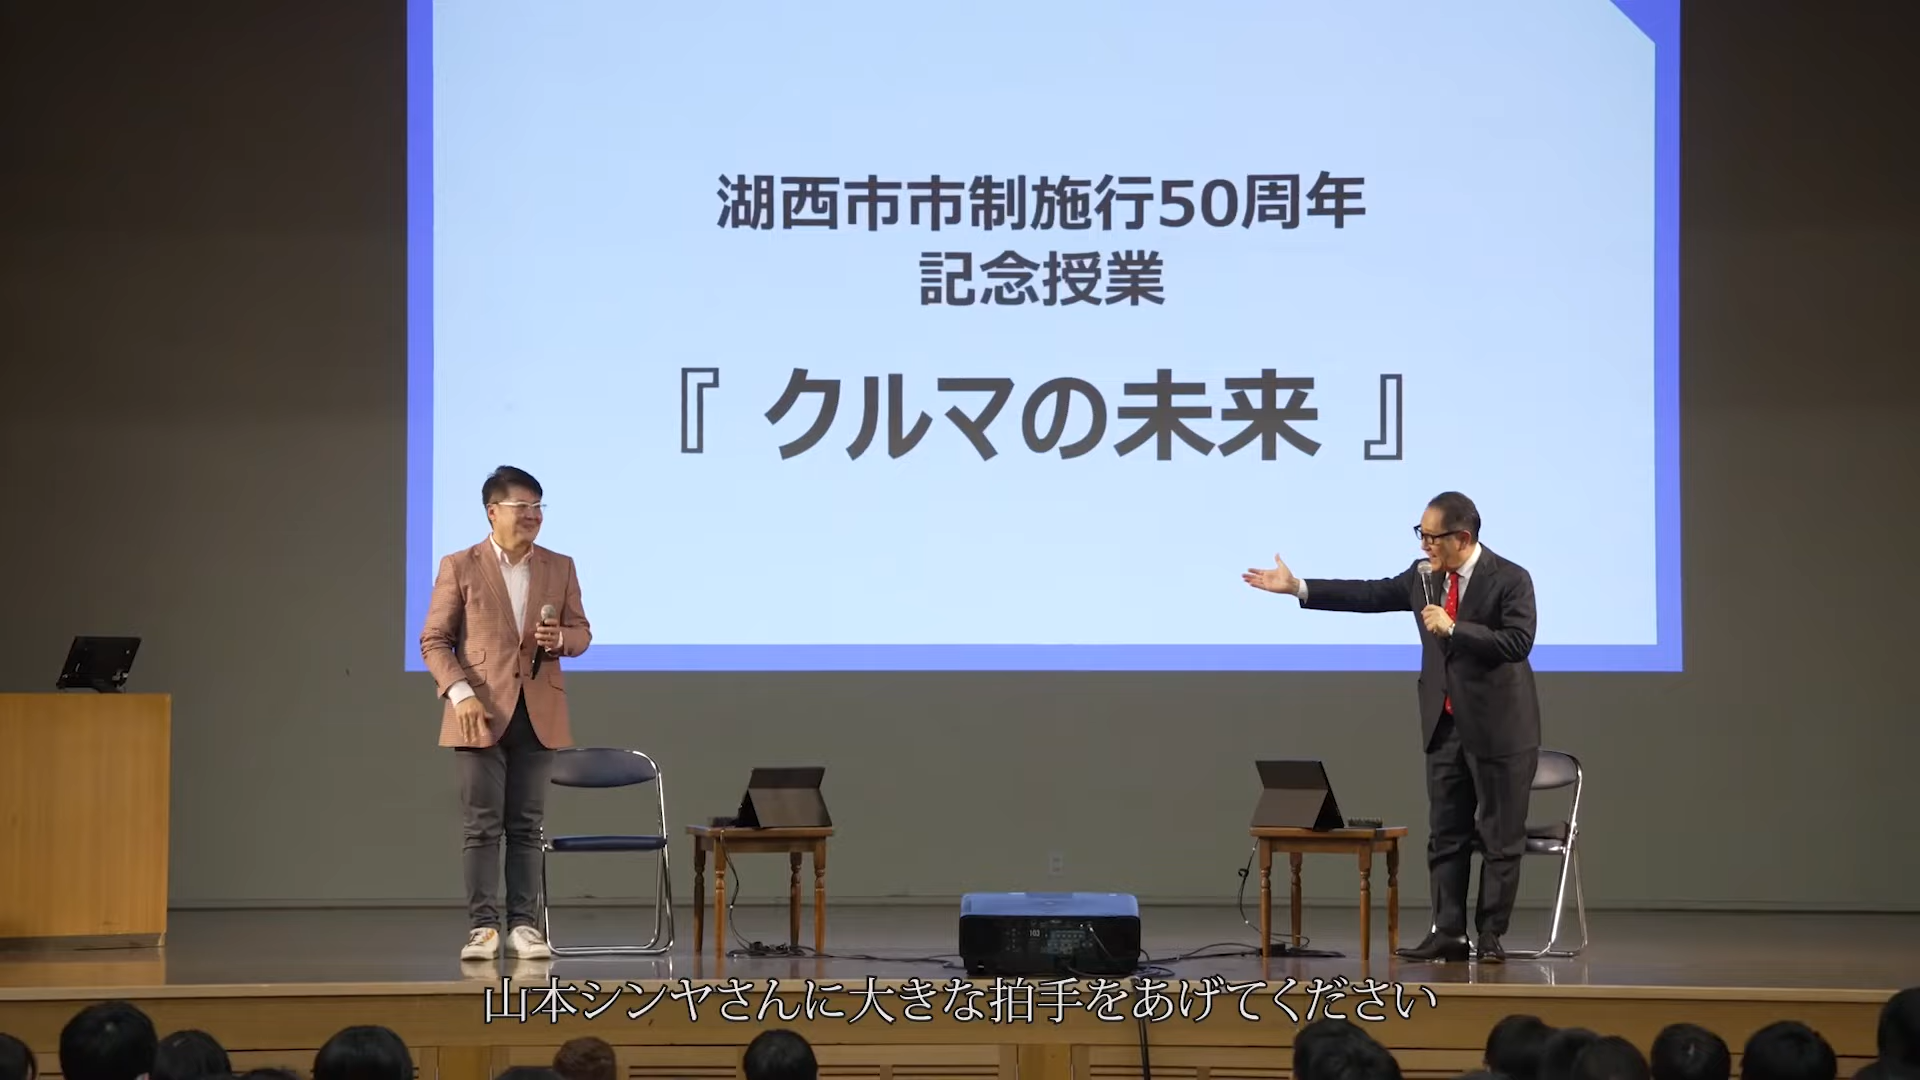 湖西市市制施行50周年
記念授業
『 クルマの未来 』
山本シンヤさんに大きな拍手をあげてください